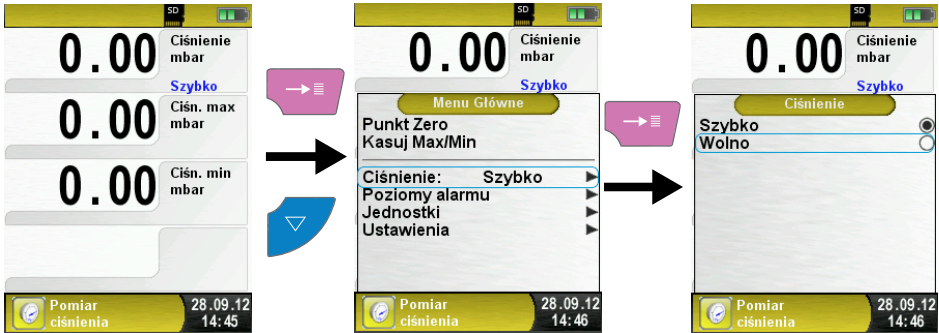 SD
0.00 Ciśnienie
mbar
Szybko
0.00 Ciśn. max
mbar
0.00 Ciśn. min
mbar
Pomiar
ciśnienia
28.09.12
14:45
SD
0.00 Ciśnienie
mbar
Szybko
Menu Główne
Punkt Zero
Kasuj Max/Min
Ciśnienie: Szybko
Poziomy alarmu
Jednostki
Ustawienia
Pomiar
ciśnienia
28.09.12
14:46
SD
0.00 Ciśnienie
mbar
Szybko
Ciśnienie
Szybko
Wolno
Pomiar
ciśnienia
28.09.12
14:46